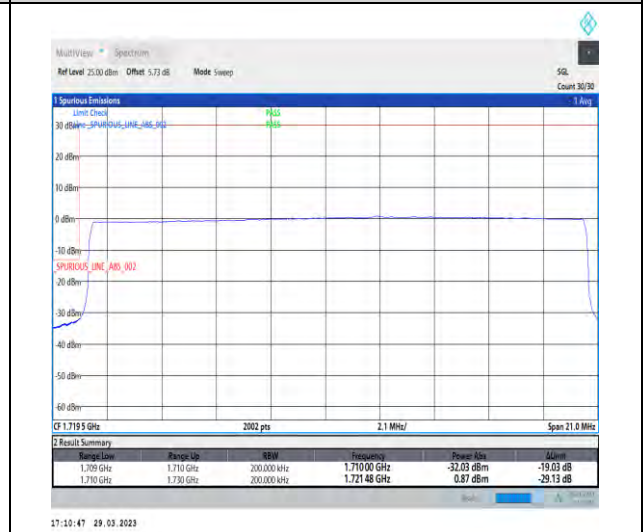 MultiView Spectrum
Ref Level 25.00 dBm Offset 5.73 dB Mode Sweep SGL
Count 30/30
1 Spurious Emissions 1 Avg
Limit Check PASS
Line _SPURIOUS_LINE_ABS_002 PASS
30 dBm
20 dBm
10 dBm
0 dBm
-10 dBm
_SPURIOUS_LINE_ABS_002
-20 dBm
-30 dBm
-40 dBm
-50 dBm
-60 dBm
CF 1.719 5 GHz 2002 pts 2.1 MHz/ Span 21.0 MHz
2 Result Summary
Range Low Range Up RBW Frequency Power Abs ΔLimit
1.709 GHz 1.710 GHz 200.000 kHz 1.710 00 GHz -32.03 dBm -19.03 dB
1.710 GHz 1.730 GHz 200.000 kHz 1.721 48 GHz 0.87 dBm -29.13 dB
17:10:47 29.03.2023